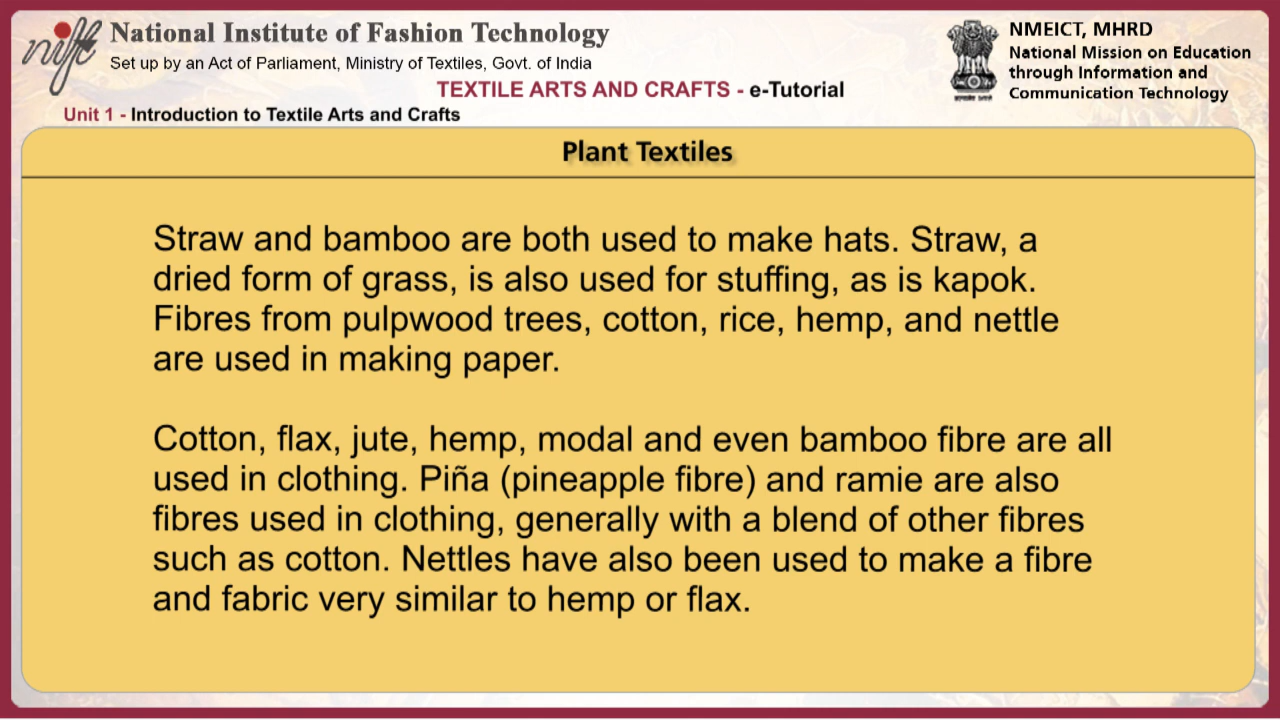 nift
National Institute of Fashion Technology
Set up by an Act of Parliament, Ministry of Textiles, Govt. of India
NMEICT, MHRD
National Mission on Education
through Information and
Communication Technology
TEXTILE ARTS AND CRAFTS - e-Tutorial
Unit 1 - Introduction to Textile Arts and Crafts
Plant Textiles
Straw and bamboo are both used to make hats. Straw, a
dried form of grass, is also used for stuffing, as is kapok.
Fibres from pulpwood trees, cotton, rice, hemp, and nettle
are used in making paper.
Cotton, flax, jute, hemp, modal and even bamboo fibre are all
used in clothing. Piña (pineapple fibre) and ramie are also
fibres used in clothing, generally with a blend of other fibres
such as cotton. Nettles have also been used to make a fibre
and fabric very similar to hemp or flax.